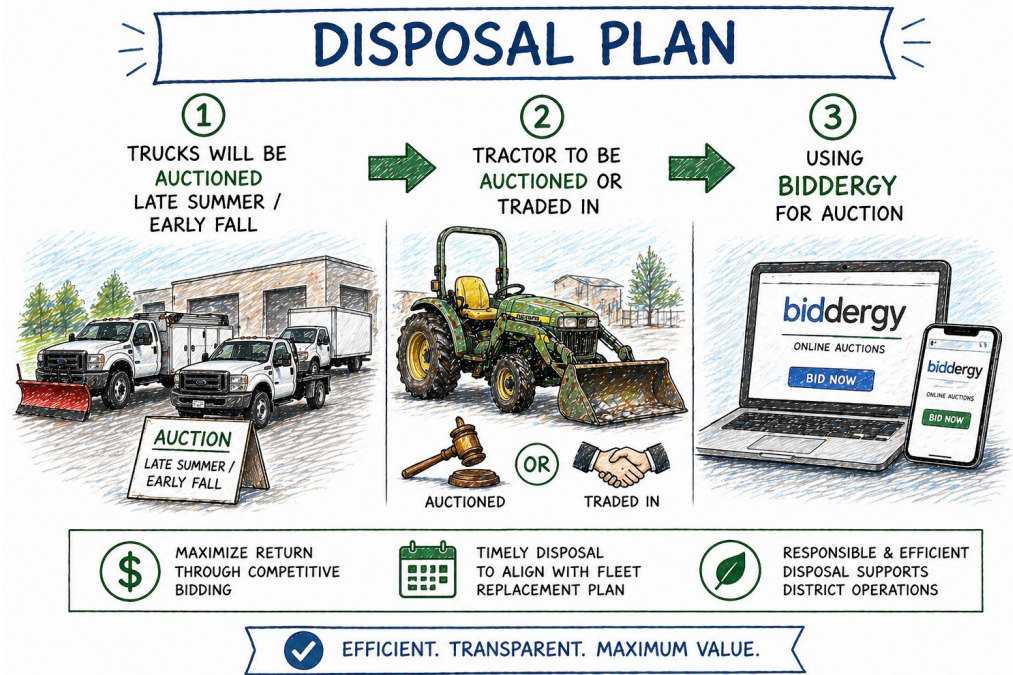 DISPOSAL PLAN
1
TRUCKS WILL BE
AUCTIONED
LATE SUMMER /
EARLY FALL
2
TRACTOR TO BE
AUCTIONED OR
TRADED IN
3
USING
BIDDERGY
FOR AUCTION
AUCTION
LATE SUMMER /
EARLY FALL
AUCTIONED
OR
TRADED IN
biddergy
ONLINE AUCTIONS
BID NOW
biddergy
ONLINE AUCTIONS
BID NOW
$
MAXIMIZE RETURN
THROUGH COMPETITIVE
BIDDING
TIMELY DISPOSAL
TO ALIGN WITH FLEET
REPLACEMENT PLAN
RESPONSIBLE & EFFICIENT
DISPOSAL SUPPORTS
DISTRICT OPERATIONS
EFFICIENT. TRANSPARENT. MAXIMUM VALUE.